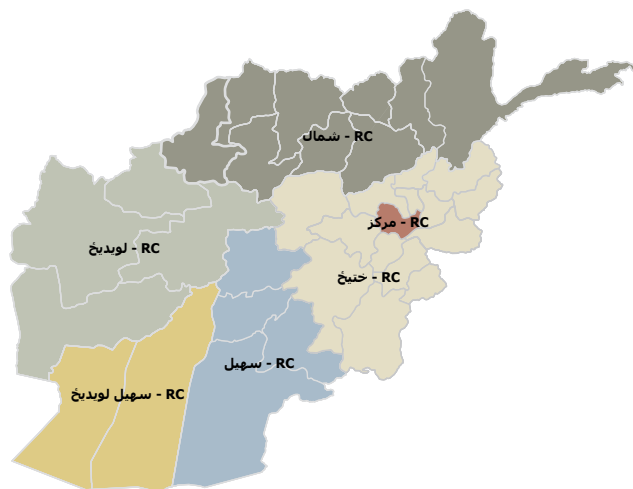 RC - شمال
RC - مرکز
RC - لویدیځ
RC - ختیځ
RC - سهیل
RC - سهیل لویدیځ